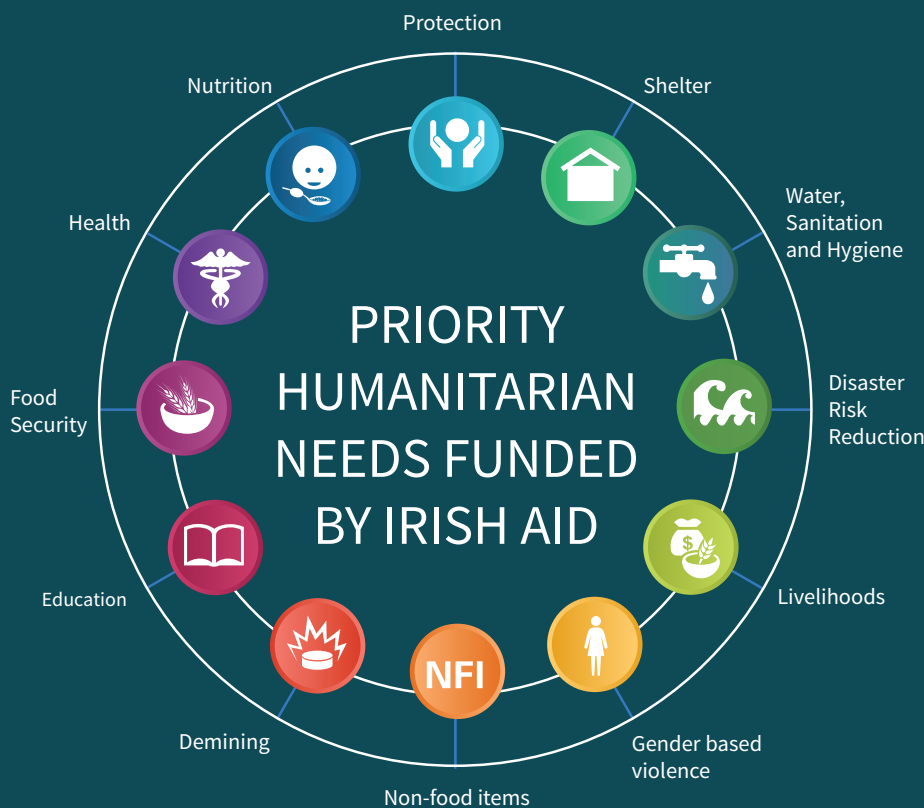 Protection
Shelter
Water,
Sanitation
and Hygiene
Disaster
Risk
Reduction
Livelihoods
Gender based
violence
Non-food items
Demining
Education
Food
Security
Health
Nutrition
PRIORITY
HUMANITARIAN
NEEDS FUNDED
BY IRISH AID
$
NFI